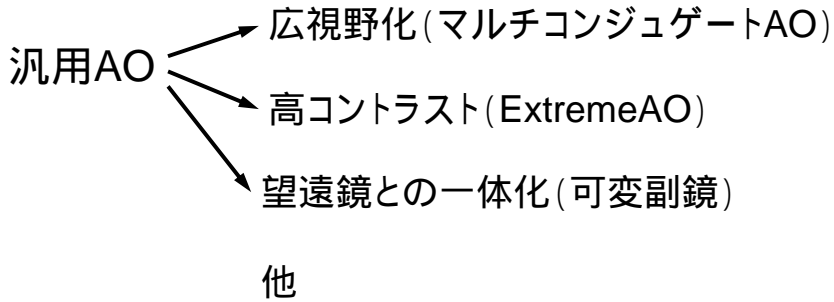 広視野化(マルチコンジュゲートAO)
汎用AO
高コントラスト(ExtremeAO)
望遠鏡との一体化(可変副鏡)
他